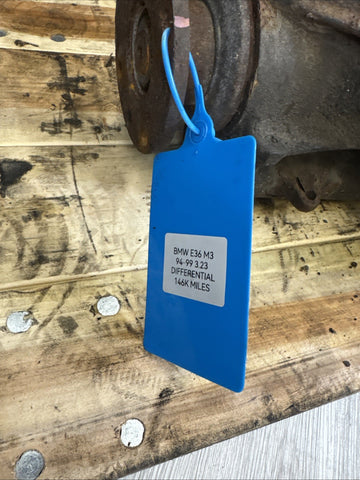 BMW E36 M3
94-99 3.23
DIFFERENTIAL
146K MILES